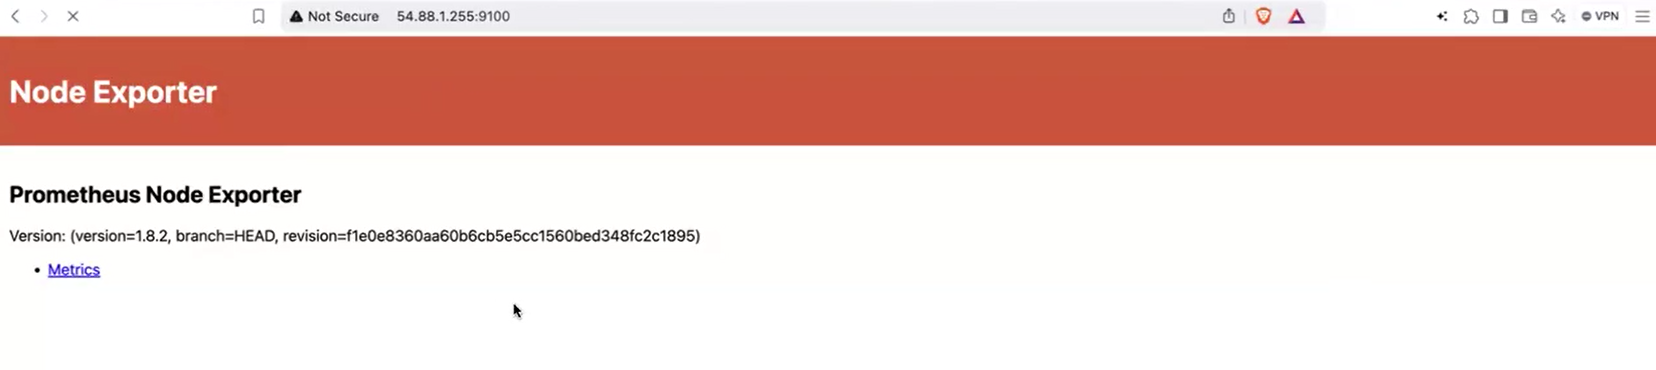 Not Secure 54.88.1.255:9100 VPN
Node Exporter
Prometheus Node Exporter
Version: (version=1.8.2, branch=HEAD, revision=f1e0e8360aa60b6cb5e5cc1560bed348fc2c1895)
• Metrics